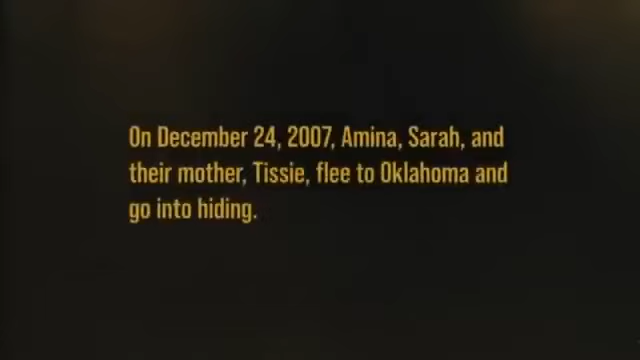 On December 24, 2007, Amina, Sarah, and
their mother, Tissie, flee to Oklahoma and
go into hiding.